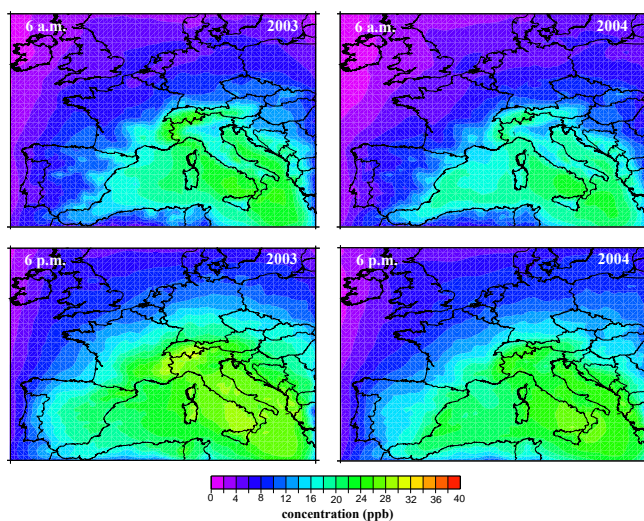 6 a.m. 2003
6 a.m. 2004
6 p.m. 2003
6 p.m. 2004
0 4 8 12 16 20 24 28 32 36 40
concentration (ppb)